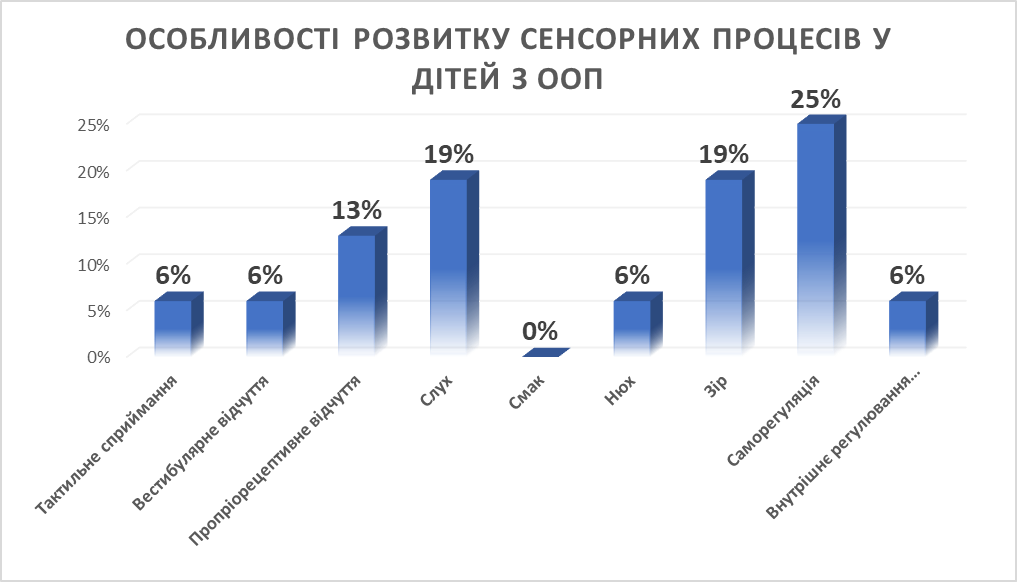 ОСОБЛИВОСТІ РОЗВИТКУ СЕНСОРНИХ ПРОЦЕСІВ У
ДІТЕЙ З ООП
25%
20%
15%
10%
5%
0%
6%
6%
13%
19%
0%
6%
19%
25%
6%
Тактильне сприймання
Вестибулярне відчуття
Пропріорецептивне відчуття
Слух
Смак
Нюх
Зір
Саморегуляція
Внутрішнє регулювання...